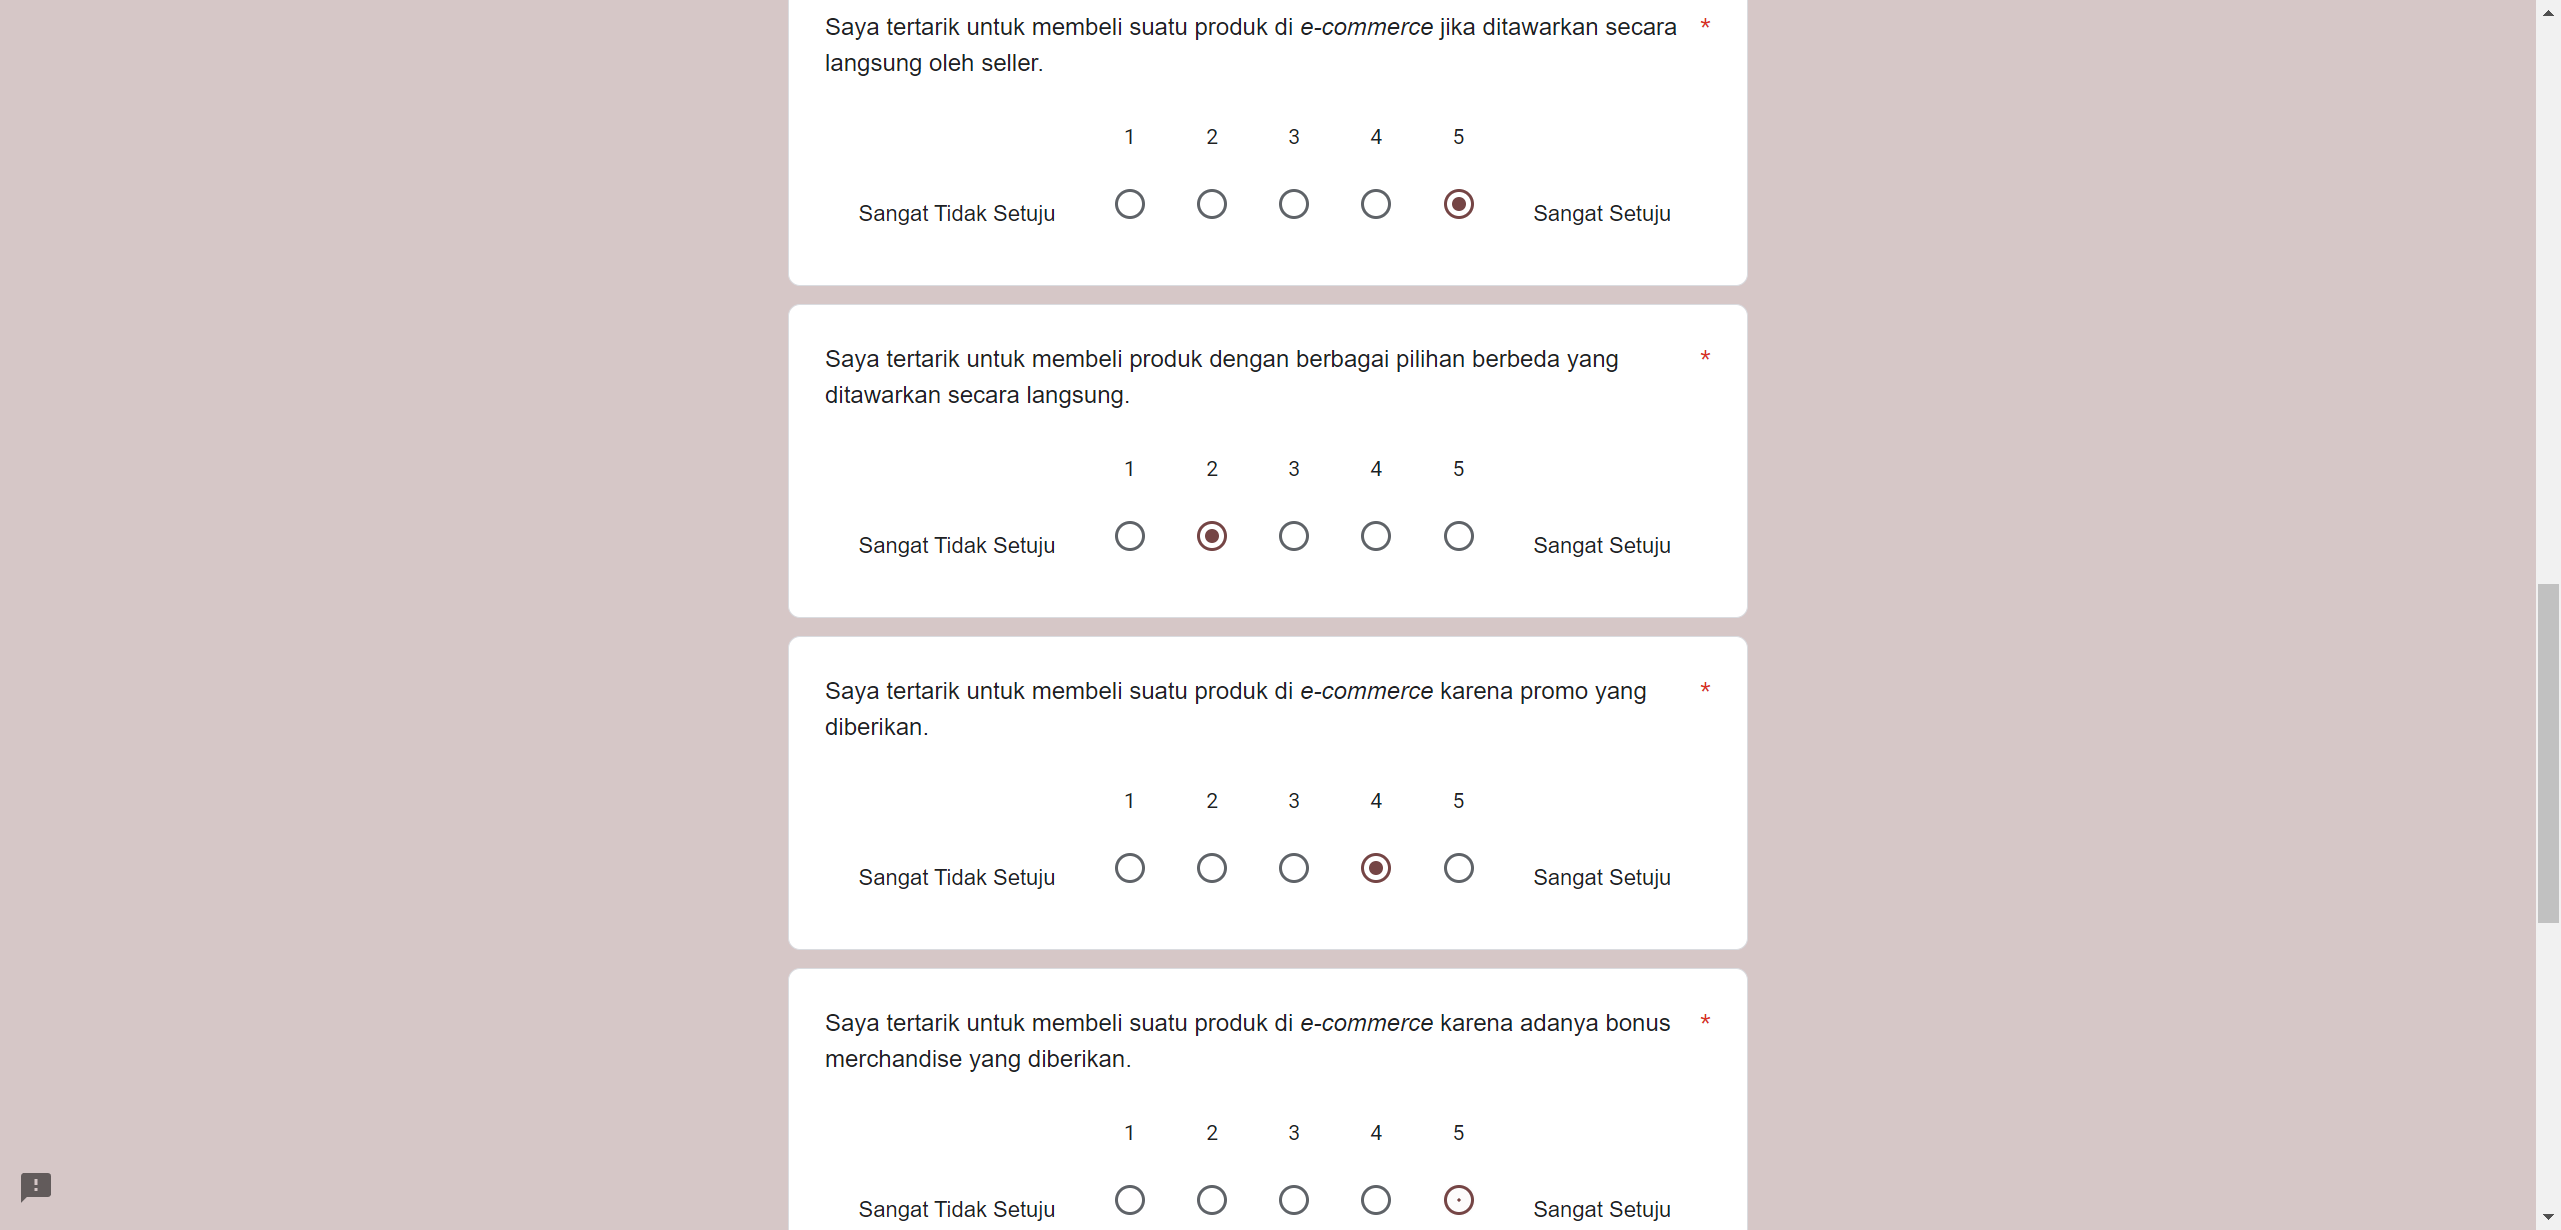 Saya tertarik untuk membeli suatu produk di e-commerce jika ditawarkan secara *
langsung oleh seller.
1 2 3 4 5
Sangat Tidak Setuju Sangat Setuju
Saya tertarik untuk membeli produk dengan berbagai pilihan berbeda yang *
ditawarkan secara langsung.
1 2 3 4 5
Sangat Tidak Setuju Sangat Setuju
Saya tertarik untuk membeli suatu produk di e-commerce karena promo yang *
diberikan.
1 2 3 4 5
Sangat Tidak Setuju Sangat Setuju
Saya tertarik untuk membeli suatu produk di e-commerce karena adanya bonus *
merchandise yang diberikan.
1 2 3 4 5
Sangat Tidak Setuju Sangat Setuju